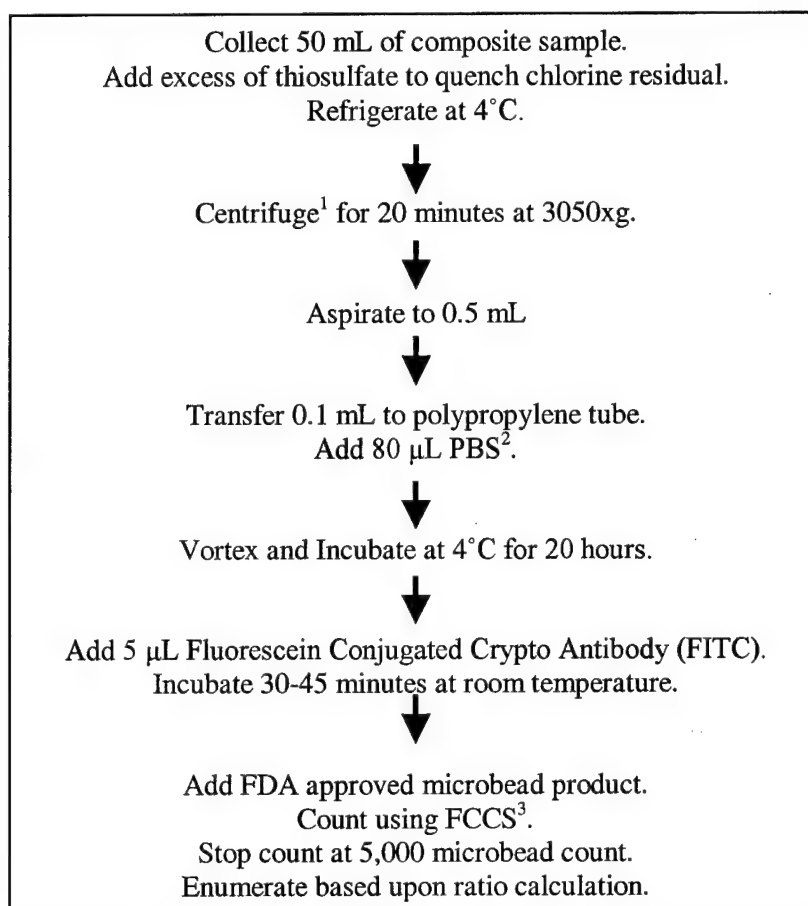 Collect 50 mL of composite sample.
Add excess of thiosulfate to quench chlorine residual.
Refrigerate at 4°C.
Centrifuge¹ for 20 minutes at 3050xg.
Aspirate to 0.5 mL
Transfer 0.1 mL to polypropylene tube.
Add 80 μL PBS².
Vortex and Incubate at 4°C for 20 hours.
Add 5 μL Fluorescein Conjugated Crypto Antibody (FITC).
Incubate 30-45 minutes at room temperature.
Add FDA approved microbead product.
Count using FCCS³.
Stop count at 5,000 microbead count.
Enumerate based upon ratio calculation.